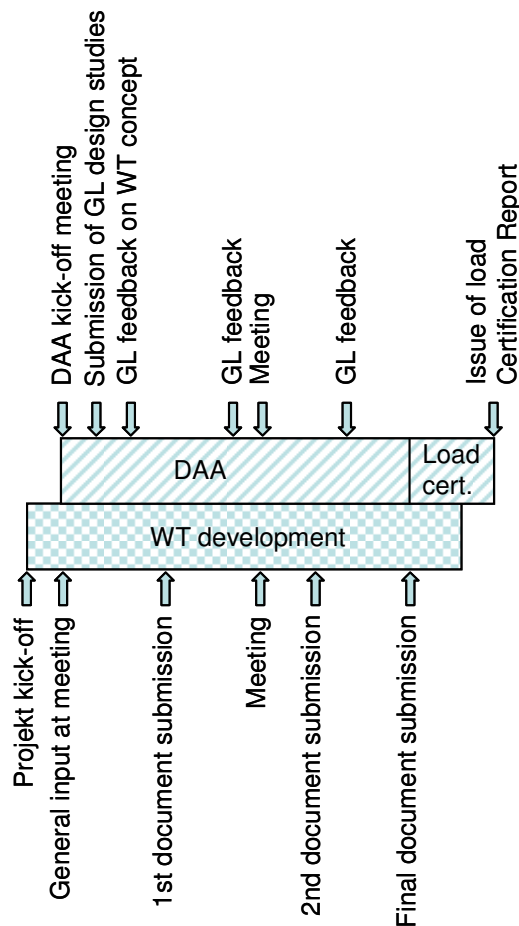 DAA kick-off meeting
Submission of GL design studies
GL feedback on WT concept
GL feedback
Meeting
GL feedback
Issue of load
Certification Report
DAA
Load
cert.
WT development
Projekt kick-off
General input at meeting
1st document submission
Meeting
2nd document submission
Final document submission